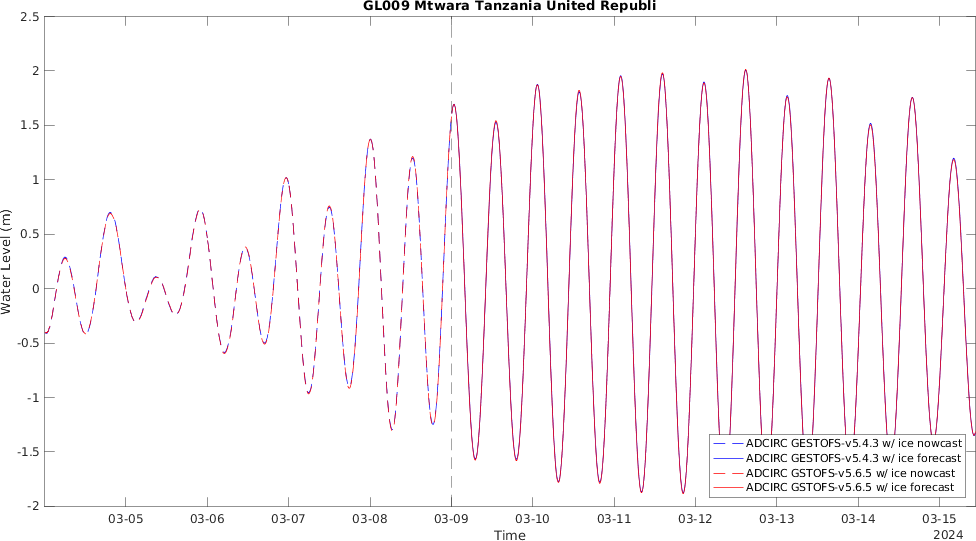 GL009 Mtwara Tanzania United Republi
2.5
2
1.5
1
0.5
0
-0.5
-1
-1.5
-2
Water Level (m)
ADCIRC GESTOFS-v5.4.3 w/ ice nowcast
ADCIRC GESTOFS-v5.4.3 w/ ice forecast
ADCIRC GSTOFS-v5.6.5 w/ ice nowcast
ADCIRC GSTOFS-v5.6.5 w/ ice forecast
03-05 03-06 03-07 03-08 03-09 03-10 03-11 03-12 03-13 03-14 03-15
Time
2024